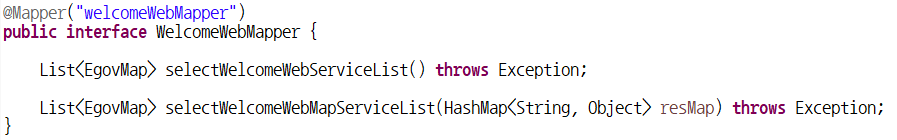 @Mapper("welcomeWebMapper")
public interface WelcomeWebMapper {
List<EgovMap> selectWelcomeWebServiceList() throws Exception;
List<EgovMap> selectWelcomeWebMapServiceList(HashMap<String, Object> resMap) throws Exception;
}